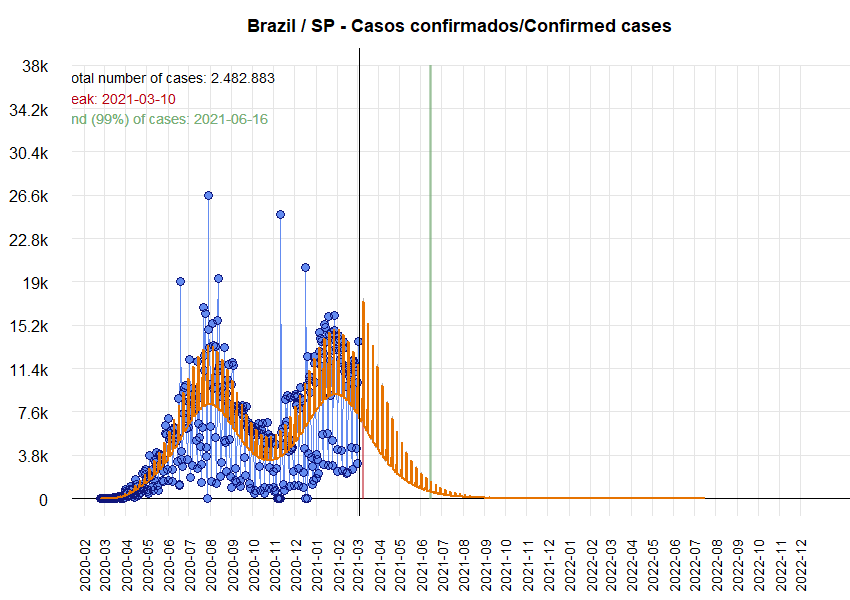 Brazil / SP - Casos confirmados/Confirmed cases
38k
34.2k
30.4k
26.6k
22.8k
19k
15.2k
11.4k
7.6k
3.8k
0
otal number of cases: 2.482.883
eak: 2021-03-10
nd (99%) of cases: 2021-06-16
2020-02
2020-03
2020-04
2020-05
2020-06
2020-07
2020-08
2020-09
2020-10
2020-11
2020-12
2021-01
2021-02
2021-03
2021-04
2021-05
2021-06
2021-07
2021-08
2021-09
2021-10
2021-11
2021-12
2022-01
2022-02
2022-03
2022-04
2022-05
2022-06
2022-07
2022-08
2022-09
2022-10
2022-11
2022-12